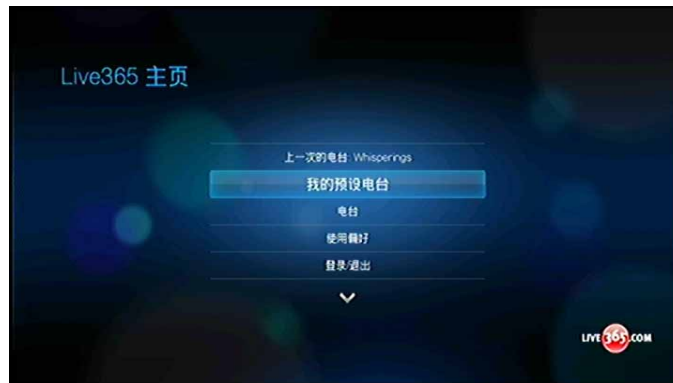 Live365 主页
上一次的电台: Whisperings
我的预设电台
电台
使用偏好
登录/退出
LIVE365.COM